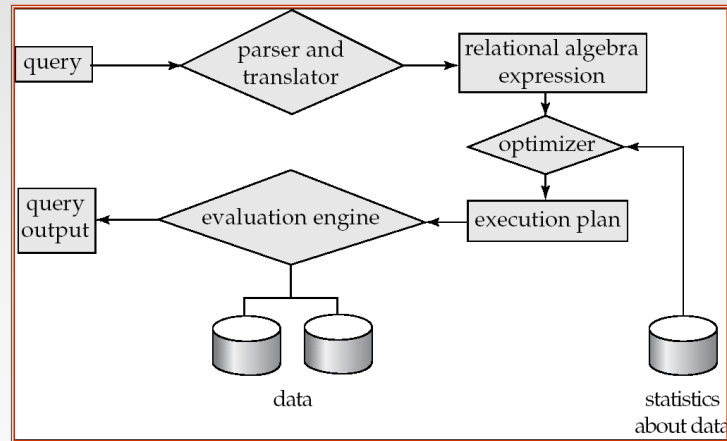 query
parser and
translator
relational algebra
expression
optimizer
query
output
evaluation engine
execution plan
data
statistics
about data